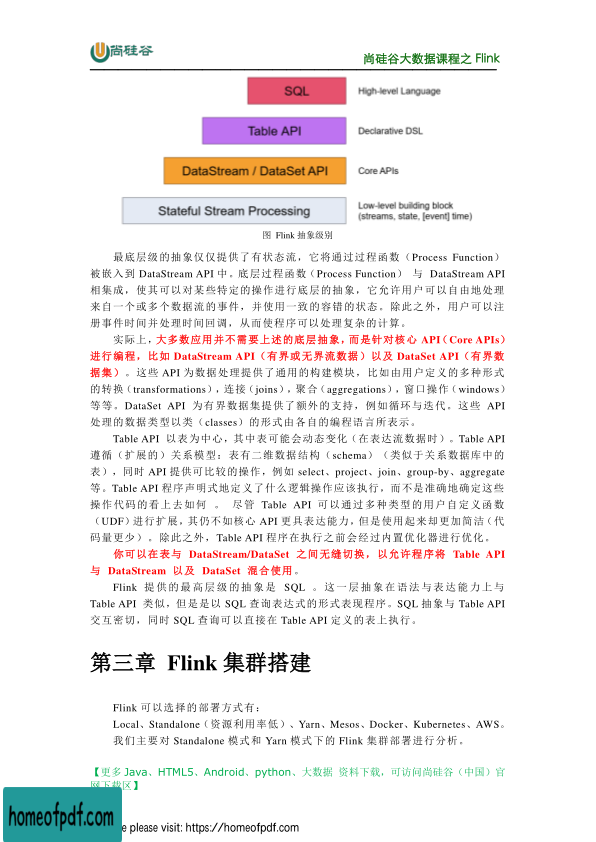 尚硅谷
尚硅谷大数据课程之 Flink
SQL
High-level Language
Table API
Declarative DSL
DataStream / DataSet API
Core APIs
Stateful Stream Processing
Low-level building block
(streams, state, [event] time)
图 Flink 抽象级别
最底层级的抽象仅仅提供了有状态流，它将通过过程函数（Process Function）
被嵌入到 DataStream API 中。底层过程函数（Process Function） 与 DataStream API
相集成，使其可以对某些特定的操作进行底层的抽象，它允许用户可以自由地处理
来自一个或多个数据流的事件，并使用一致的容错的状态。除此之外，用户可以注
册事件时间并处理时间回调，从而使程序可以处理复杂的计算。
实际上，大多数应用并不需要上述的底层抽象，而是针对核心 API（Core APIs）
进行编程，比如 DataStream API（有界或无界流数据）以及 DataSet API（有界数
据集）。这些 API 为数据处理提供了通用的构建模块，比如由用户定义的多种形式
的转换（transformations），连接（joins），聚合（aggregations），窗口操作（windows）
等等。DataSet API 为有界数据集提供了额外的支持，例如循环与迭代。这些 API
处理的数据类型以类（classes）的形式由各自的编程语言所表示。
Table API 以表为中心，其中表可能会动态变化（在表达流数据时）。Table API
遵循（扩展的）关系模型：表有二维数据结构（schema）（类似于关系数据库中的
表），同时 API 提供可比较的操作，例如 select、project、join、group-by、aggregate
等。Table API 程序声明式地定义了什么逻辑操作应该执行，而不是准确地确定这些
操作代码的看上去如何 。 尽管 Table API 可以通过多种类型的用户自定义函数
（UDF）进行扩展，其仍不如核心 API 更具表达能力，但是使用起来却更加简洁（代
码量更少）。除此之外，Table API 程序在执行之前会经过内置优化器进行优化。
你可以在表与 DataStream/DataSet 之间无缝切换，以允许程序将 Table API
与 DataStream 以及 DataSet 混合使用。
Flink 提供的最高层级的抽象是 SQL 。这一层抽象在语法与表达能力上与
Table API 类似，但是是以 SQL 查询表达式的形式表现程序。SQL 抽象与 Table API
交互密切，同时 SQL 查询可以直接在 Table API 定义的表上执行。
第三章 Flink 集群搭建
Flink 可以选择的部署方式有：
Local、Standalone（资源利用率低）、Yarn、Mesos、Docker、Kubernetes、AWS。
我们主要对 Standalone 模式和 Yarn 模式下的 Flink 集群部署进行分析。
【更多 Java、HTML5、Android、python、大数据 资料下载，可访问尚硅谷（中国）官
网下载区】
homeofpdf.com
please visit: https://homeofpdf.com